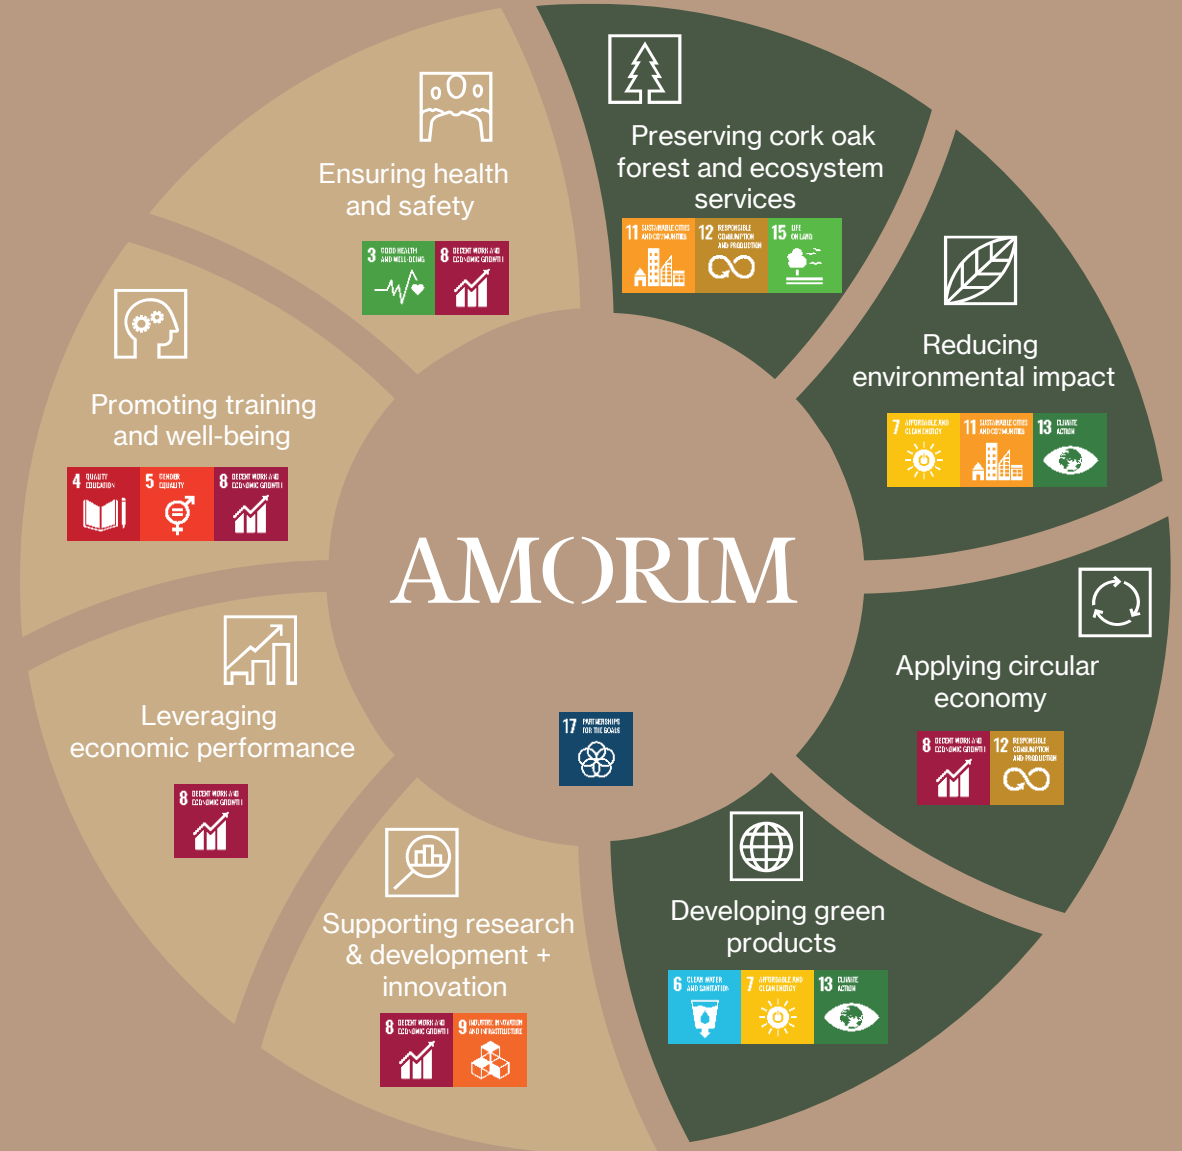 Preserving cork oak
forest and ecosystem
services
11 SUSTAINABLE CITIES
AND COMMUNITIES
12 RESPONSIBLE
CONSUMPTION
AND PRODUCTION
15 LIFE
ON LAND
Reducing
environmental impact
7 AFFORDABLE AND
CLEAN ENERGY
11 SUSTAINABLE CITIES
AND COMMUNITIES
13 CLIMATE
ACTION
Applying circular
economy
8 DECENT WORK AND
ECONOMIC GROWTH
12 RESPONSIBLE
CONSUMPTION
AND PRODUCTION
Developing green
products
6 CLEAN WATER
AND SANITATION
7 AFFORDABLE AND
CLEAN ENERGY
13 CLIMATE
ACTION
Supporting research
& development +
innovation
8 DECENT WORK AND
ECONOMIC GROWTH
9 INDUSTRY, INNOVATION
AND INFRASTRUCTURE
Leveraging
economic performance
8 DECENT WORK AND
ECONOMIC GROWTH
Promoting training
and well-being
4 QUALITY
EDUCATION
5 GENDER
EQUALITY
8 DECENT WORK AND
ECONOMIC GROWTH
Ensuring health
and safety
3 GOOD HEALTH
AND WELL-BEING
8 DECENT WORK AND
ECONOMIC GROWTH
AMORIM
17 PARTNERSHIPS
FOR THE GOALS